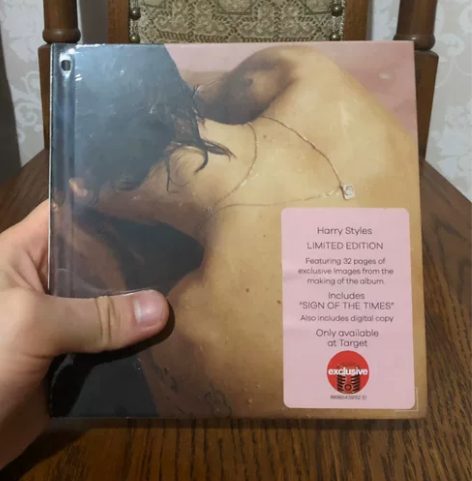 Harry Styles
LIMITED EDITION
Featuring 32 pages of
exclusive images from the
making of the album.
Includes
"SIGN OF THE TIMES"
Also includes digital copy
Only available
at Target
exclusive